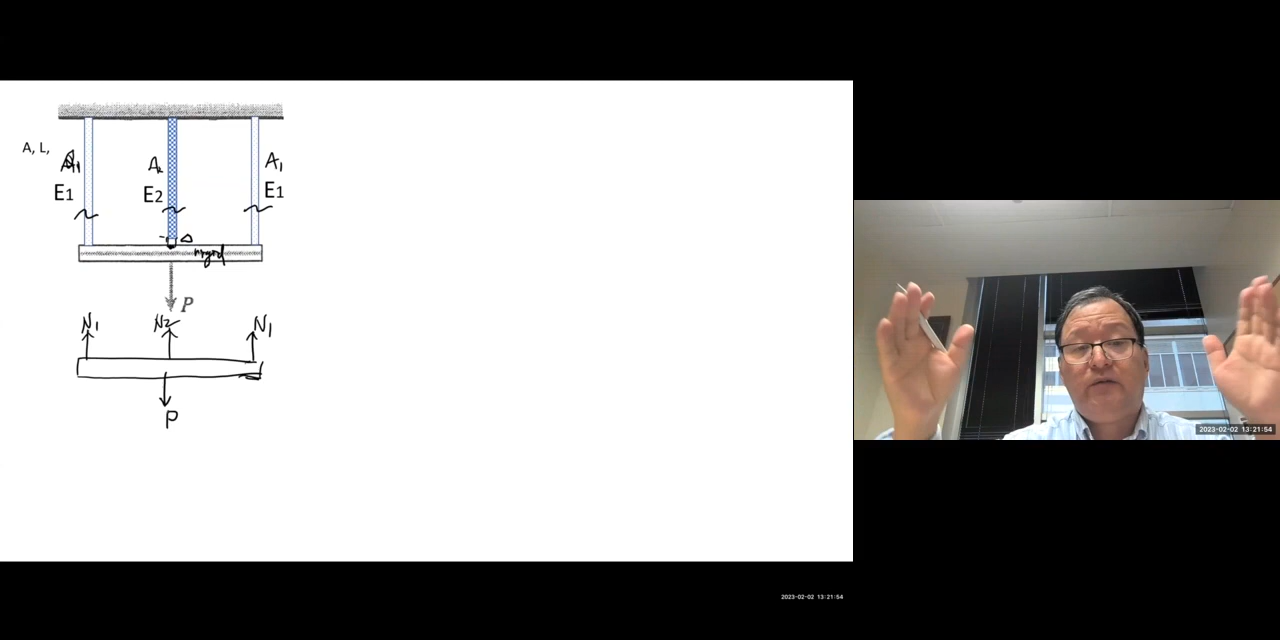 A, L,
A1
A2
A1
E1
E2
E1
Δ
rigid
P
N1
N2
N1
P
2023-02-02 13:21:54
2023-02-02 13:21:54